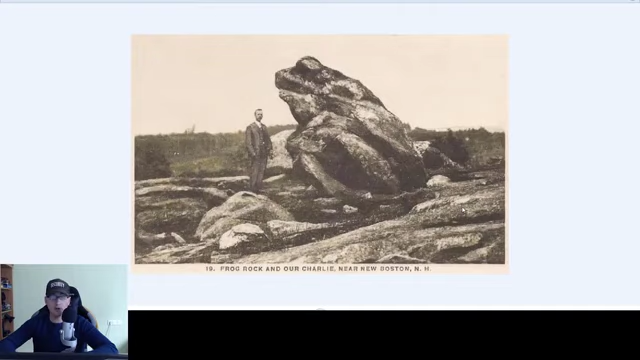 19. FROG ROCK AND OUR CHARLIE, NEAR NEW BOSTON, N. H.